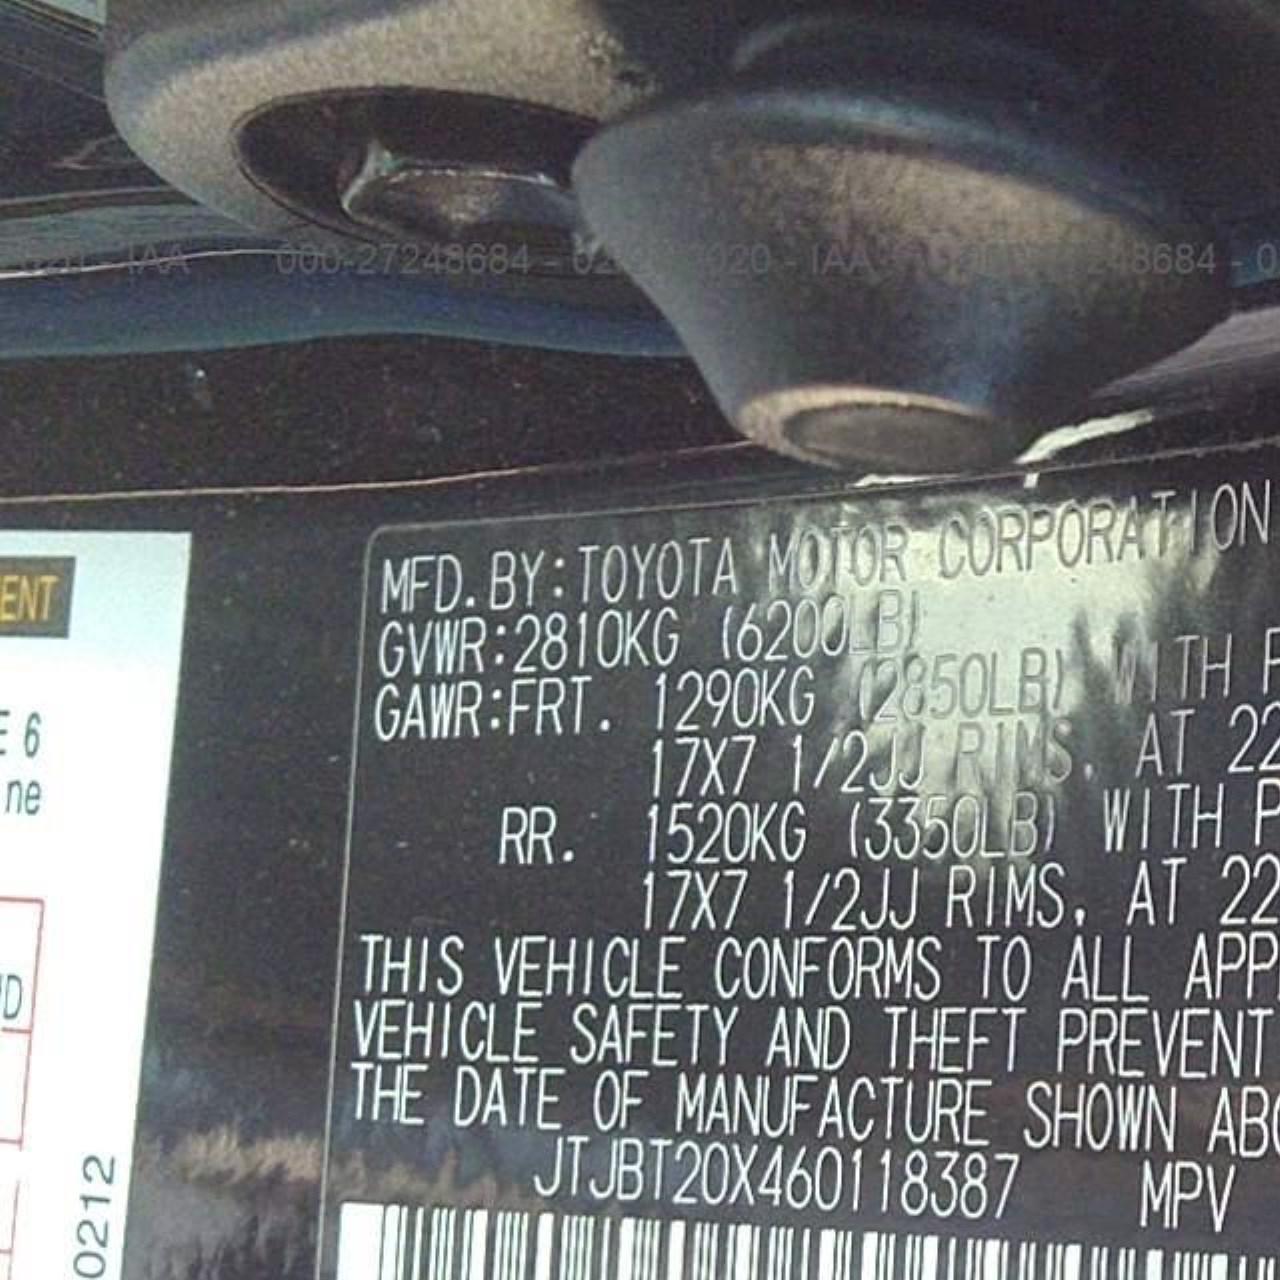 000-27248684 - 02 2020 - IAA 248684 - 0
MFD.BY:TOYOTA MOTOR CORPORATION
GVWR:2810KG (6200LB)
GAWR:FRT. 1290KG (2850LB) WITH P
17X7 1/2JJ RIMS, AT 22
RR. 1520KG (3350LB) WITH P
17X7 1/2JJ RIMS, AT 22
THIS VEHICLE CONFORMS TO ALL APP
VEHICLE SAFETY AND THEFT PREVENT
THE DATE OF MANUFACTURE SHOWN ABO
JTJBT20X460118387 MPV
ENT
E 6
ne
D
0212